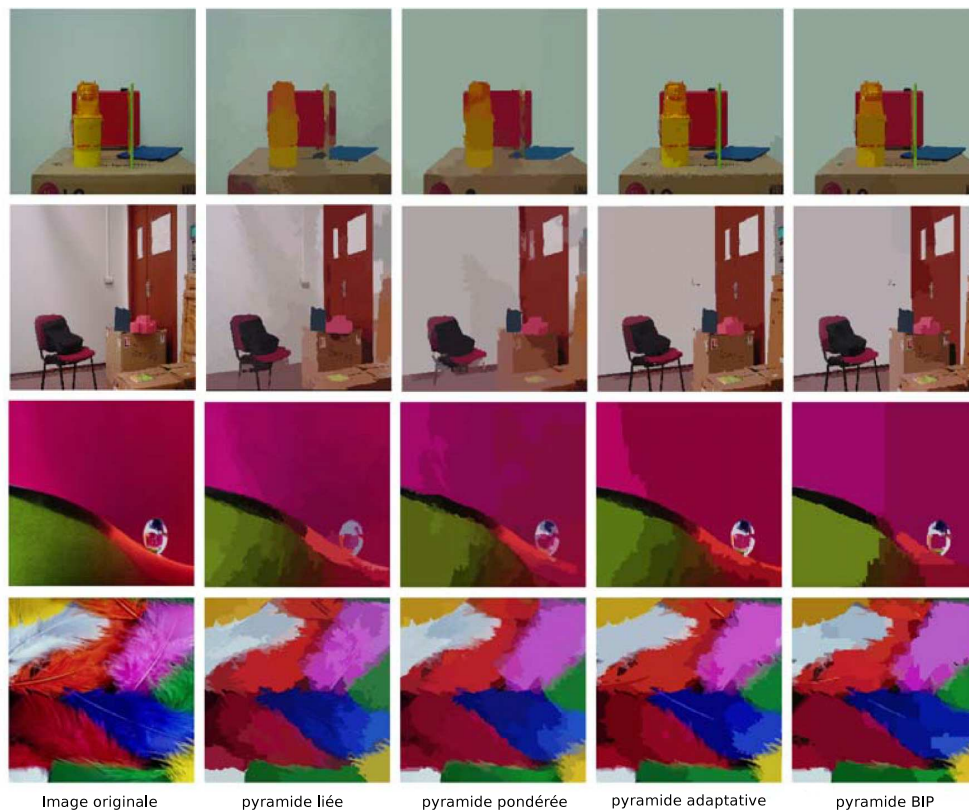 Image originale
pyramide liée
pyramide pondérée
pyramide adaptative
pyramide BIP